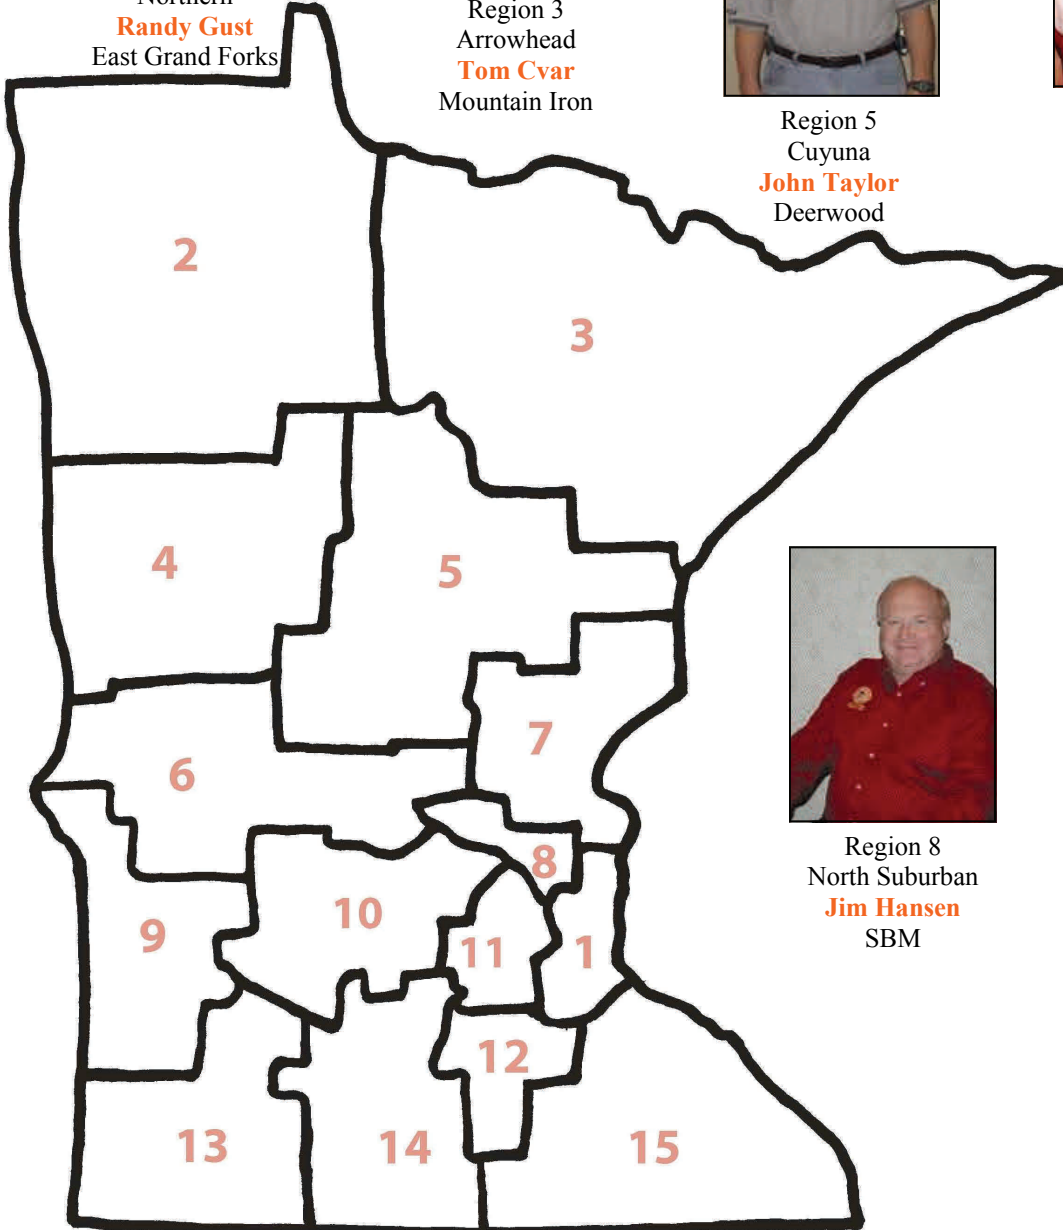 Northern
Randy Gust
East Grand Forks
Region 3
Arrowhead
Tom Cvar
Mountain Iron
Region 5
Cuyuna
John Taylor
Deerwood
2
3
4
5
7
6
Region 8
North Suburban
Jim Hansen
SBM
8
10
9
11
1
12
13
14
15